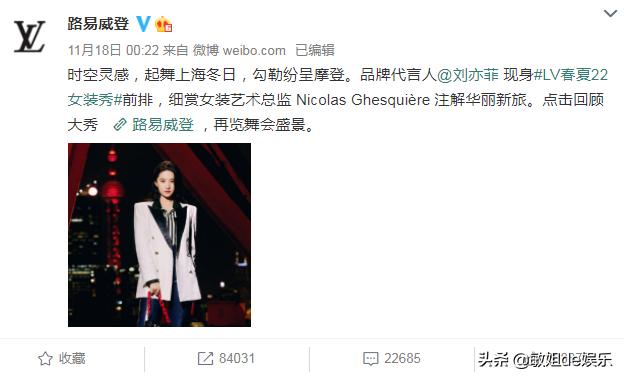 路易威登
11月18日 00:22 来自 微博 weibo.com 已编辑
时空灵感，起舞上海冬日，勾勒纷呈摩登。品牌代言人@刘亦菲 现身#LV春夏22
女装秀#前排，细赏女装艺术总监 Nicolas Ghesquière 注解华丽新旅。点击回顾
大秀 路易威登 ，再览舞会盛景。
收藏
84031
22685
头条 @敏姐de娱乐